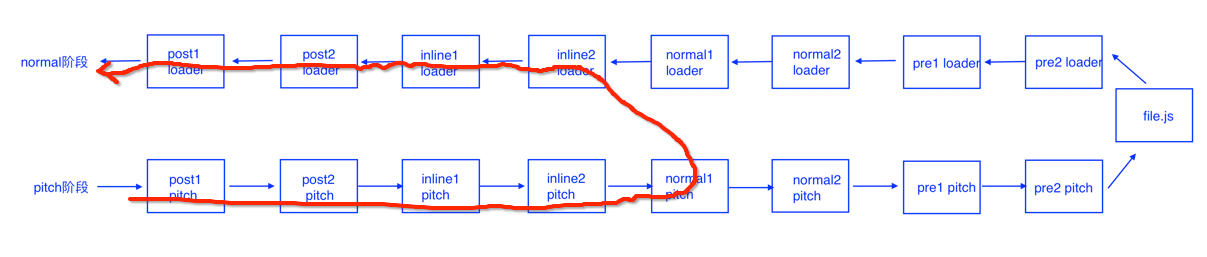 normal阶段
post1
loader
post2
loader
inline1
loader
inline2
loader
normal1
loader
normal2
loader
pre1 loader
pre2 loader
file.js
pitch阶段
post1
pitch
post2
pitch
inline1
pitch
inline2
pitch
normal1
pitch
normal2
pitch
pre1 pitch
pre2 pitch